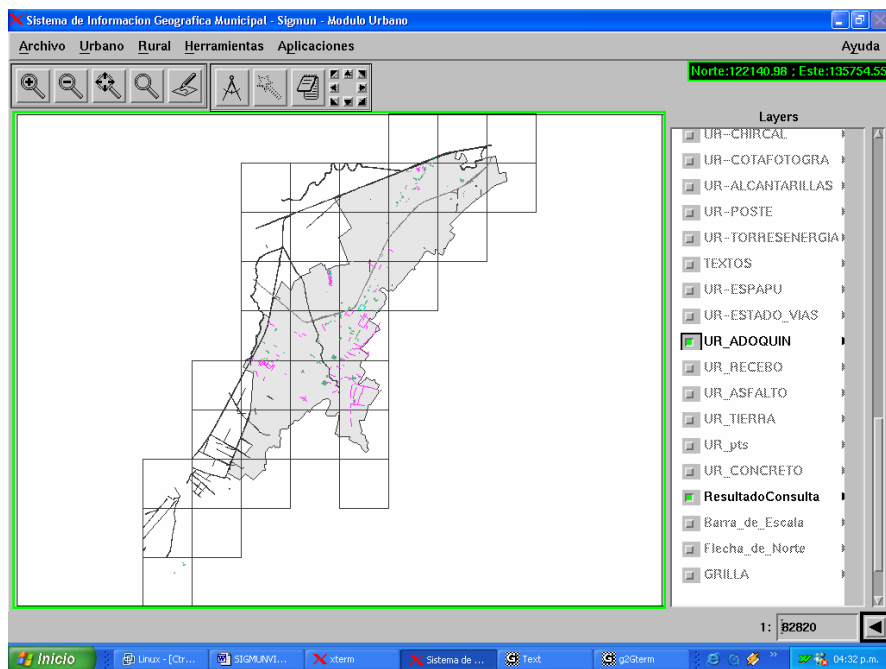 Sistema de Informacion Geografica Municipal - Sigmun - Modulo Urbano
Archivo Urbano Rural Herramientas Aplicaciones Ayuda
Norte:122140.98 ; Este:135754.55
Layers
UR-CHIRCAL
UR-COTAFOTOGRA
UR-ALCANTARILLAS
UR-POSTE
UR-TORRESENERGIA
TEXTOS
UR-ESPAPU
UR-ESTADO_VIAS
UR_ADOQUIN
UR_RECEBO
UR_ASFALTO
UR_TIERRA
UR_pts
UR_CONCRETO
ResultadoConsulta
Barra_de_Escala
Flecha_de_Norte
GRILLA
1: 82820
Inicio Linux - [Ctr... SIGMUNVI... xterm Sistema de ... Text g2Gterm 04:32 p.m.